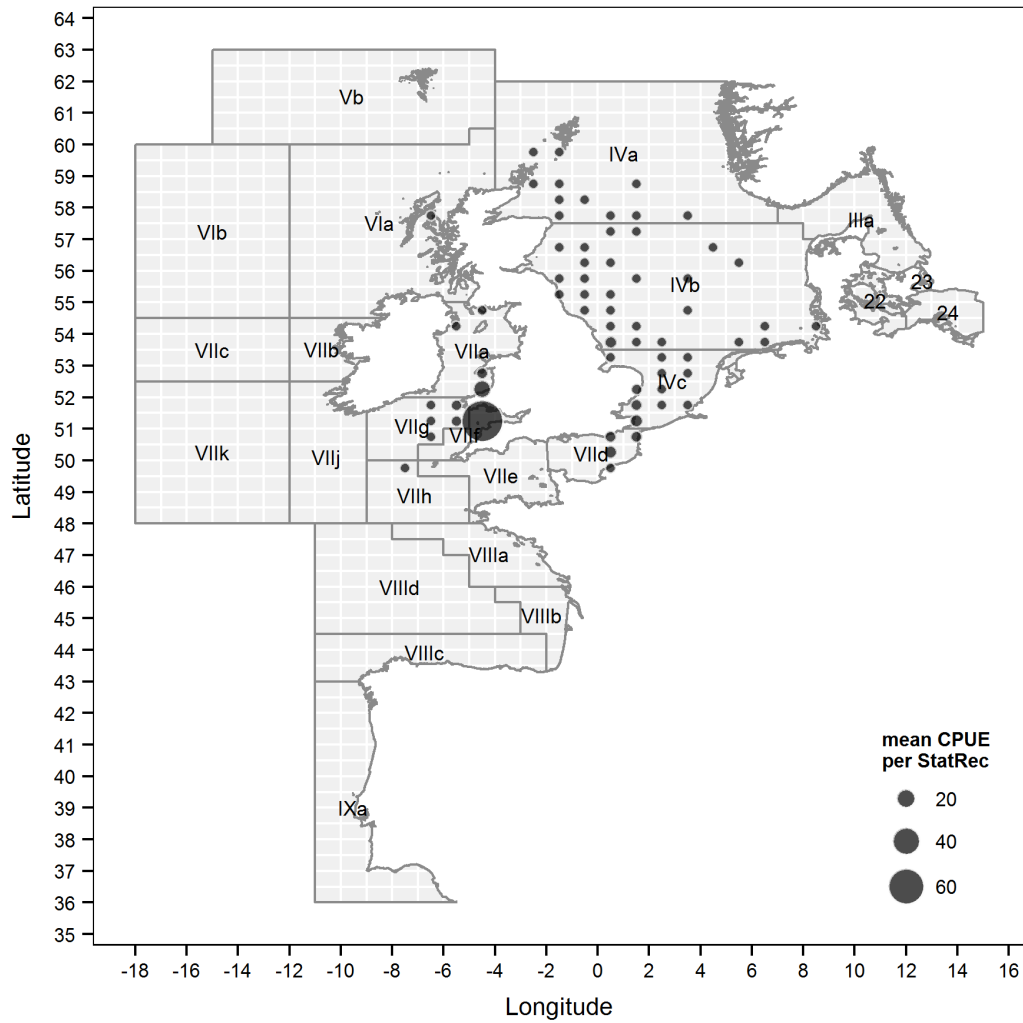 64
63
62
61
60
59
58
57
56
55
54
53
52
51
50
49
48
47
46
45
44
43
42
41
40
39
38
37
36
35
Latitude
Vb
IVa
VIb
VIa
IIIa
IVb
23
22
24
VIIc
VIIb
VIIa
IVc
VIIg
VIIf
VIIk
VIIj
VIId
VIIe
VIIh
VIIIa
VIIId
VIIIb
VIIIc
IXa
mean CPUE
per StatRec
20
40
60
-18 -16 -14 -12 -10 -8 -6 -4 -2 0 2 4 6 8 10 12 14 16
Longitude